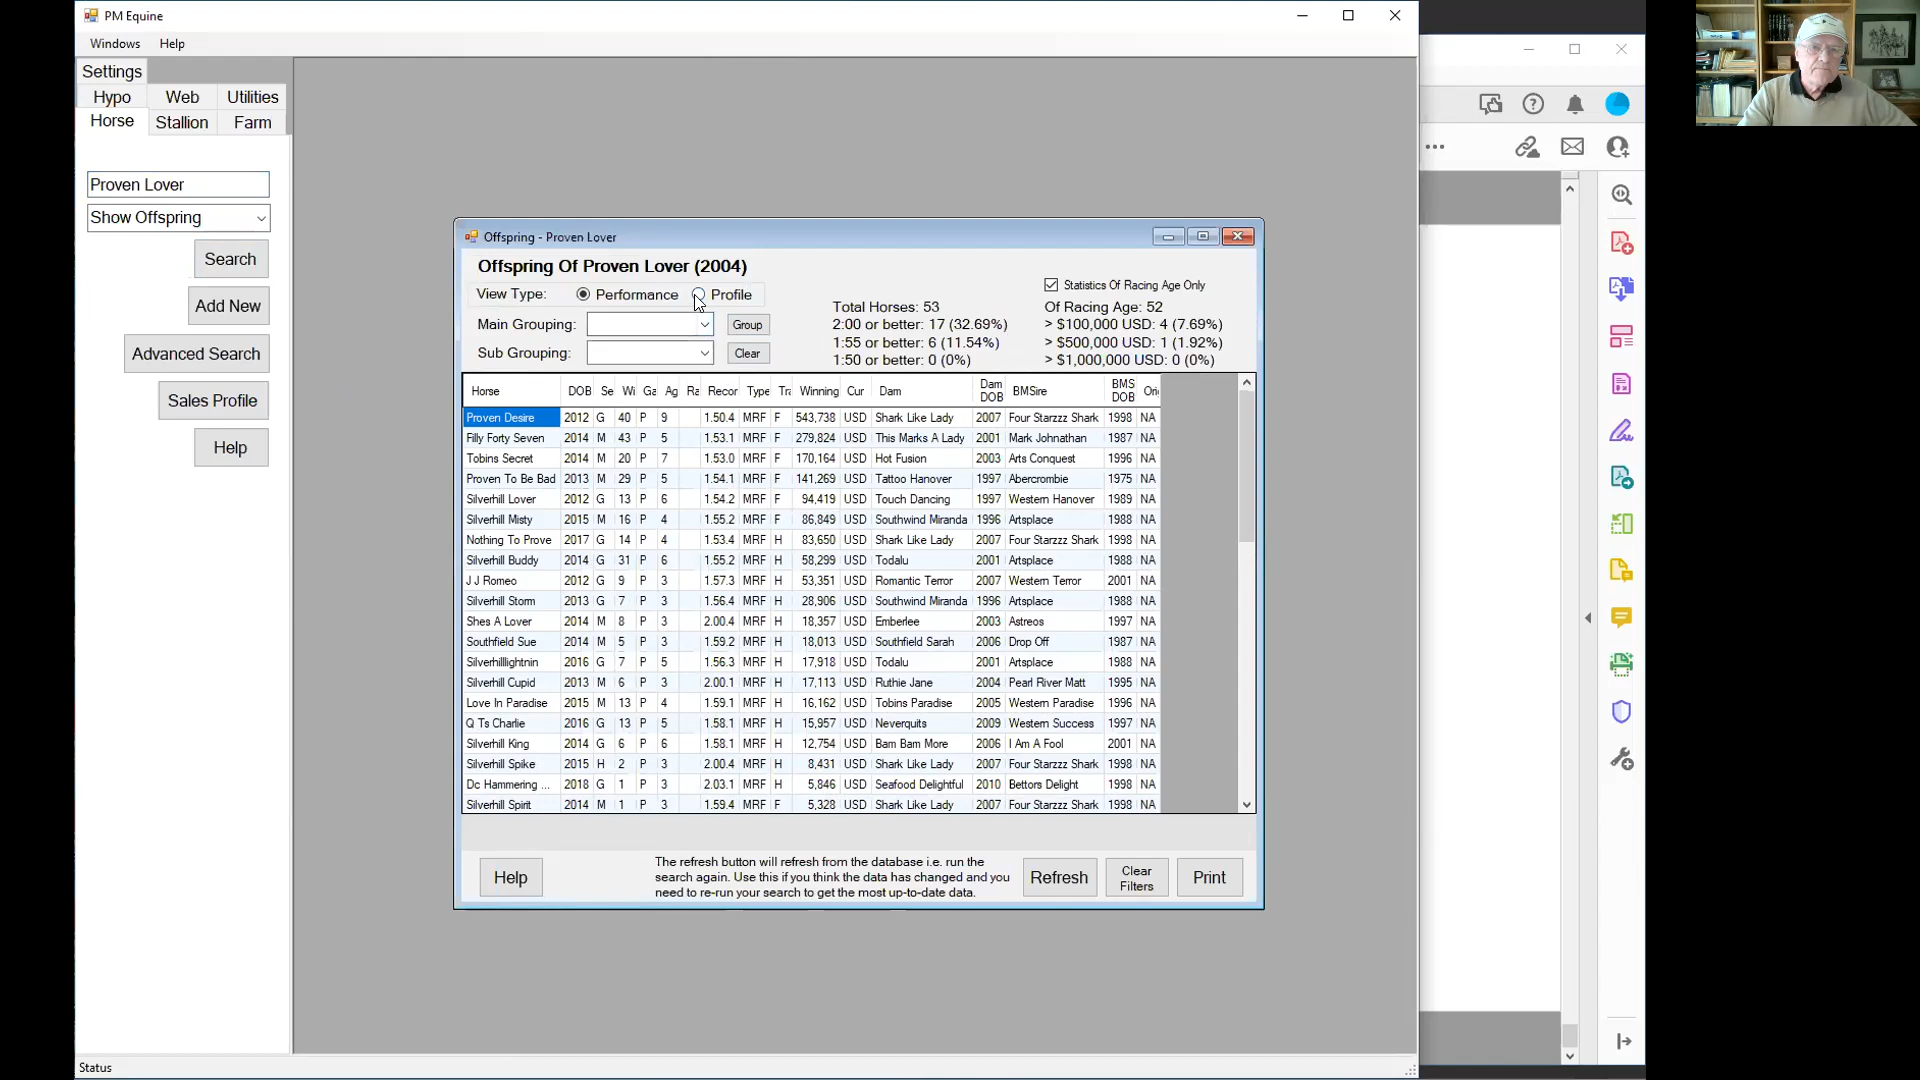 PM Equine
Windows Help
Settings
Hypo Web Utilities
Horse Stallion Farm
Proven Lover
Show Offspring
Search
Add New
Advanced Search
Sales Profile
Help
Offspring - Proven Lover
Offspring Of Proven Lover (2004)
View Type: Performance Profile
Main Grouping: Group
Sub Grouping: Clear
Total Horses: 53
2:00 or better: 17 (32.69%)
1:55 or better: 6 (11.54%)
1:50 or better: 0 (0%)
Statistics Of Racing Age Only
Of Racing Age: 52
> $100,000 USD: 4 (7.69%)
> $500,000 USD: 1 (1.92%)
> $1,000,000 USD: 0 (0%)
Horse DOB Se Wi Ga Ag Ra Recor Type Tra Winning Cur Dam Dam DOB BMSire BMS DOB Ori
Proven Desire 2012 G 40 P 9 1.50.4 MRF F 543,738 USD Shark Like Lady 2007 Four Starzzz Shark 1998 NA
Filly Forty Seven 2014 M 43 P 5 1.53.1 MRF F 279,824 USD This Marks A Lady 2001 Mark Johnathan 1987 NA
Tobins Secret 2014 M 20 P 7 1.53.0 MRF F 170,164 USD Hot Fusion 2003 Arts Conquest 1996 NA
Proven To Be Bad 2013 M 29 P 5 1.54.1 MRF F 141,269 USD Tattoo Hanover 1997 Abercrombie 1975 NA
Silverhill Lover 2012 G 13 P 6 1.54.2 MRF F 94,419 USD Touch Dancing 1997 Western Hanover 1989 NA
Silverhill Misty 2015 M 16 P 4 1.55.2 MRF F 86,849 USD Southwind Miranda 1996 Artsplace 1988 NA
Nothing To Prove 2017 G 14 P 4 1.53.4 MRF H 83,650 USD Shark Like Lady 2007 Four Starzzz Shark 1998 NA
Silverhill Buddy 2014 G 31 P 6 1.55.2 MRF H 58,299 USD Todalu 2001 Artsplace 1988 NA
J J Romeo 2012 G 9 P 3 1.57.3 MRF H 53,351 USD Romantic Terror 2007 Western Terror 2001 NA
Silverhill Storm 2013 G 7 P 3 1.56.4 MRF H 28,906 USD Southwind Miranda 1996 Artsplace 1988 NA
Shes A Lover 2014 M 8 P 3 2.00.4 MRF H 18,357 USD Emberlee 2003 Astreos 1997 NA
Southfield Sue 2014 M 5 P 3 1.59.2 MRF H 18,013 USD Southfield Sarah 2006 Drop Off 1987 NA
Silverhilllightnin 2016 G 7 P 5 1.56.3 MRF H 17,918 USD Todalu 2001 Artsplace 1988 NA
Silverhill Cupid 2013 M 6 P 3 2.00.1 MRF H 17,113 USD Ruthie Jane 2004 Pearl River Matt 1995 NA
Love In Paradise 2015 M 13 P 4 1.59.1 MRF H 16,162 USD Tobins Paradise 2005 Western Paradise 1996 NA
Q Ts Charlie 2016 G 13 P 5 1.58.1 MRF H 15,957 USD Neverquits 2009 Western Success 1997 NA
Silverhill King 2014 G 6 P 6 1.58.1 MRF H 12,754 USD Bam Bam More 2006 I Am A Fool 2001 NA
Silverhill Spike 2015 H 2 P 3 2.00.4 MRF H 8,431 USD Shark Like Lady 2007 Four Starzzz Shark 1998 NA
Dc Hammering ... 2018 G 1 P 3 2.03.1 MRF H 5,846 USD Seafood Delightful 2010 Bettors Delight 1998 NA
Silverhill Spirit 2014 M 1 P 3 1.59.4 MRF F 5,328 USD Shark Like Lady 2007 Four Starzzz Shark 1998 NA
Help
The refresh button will refresh from the database i.e. run the
search again. Use this if you think the data has changed and you
need to re-run your search to get the most up-to-date data.
Refresh
Clear
Filters
Print
Status